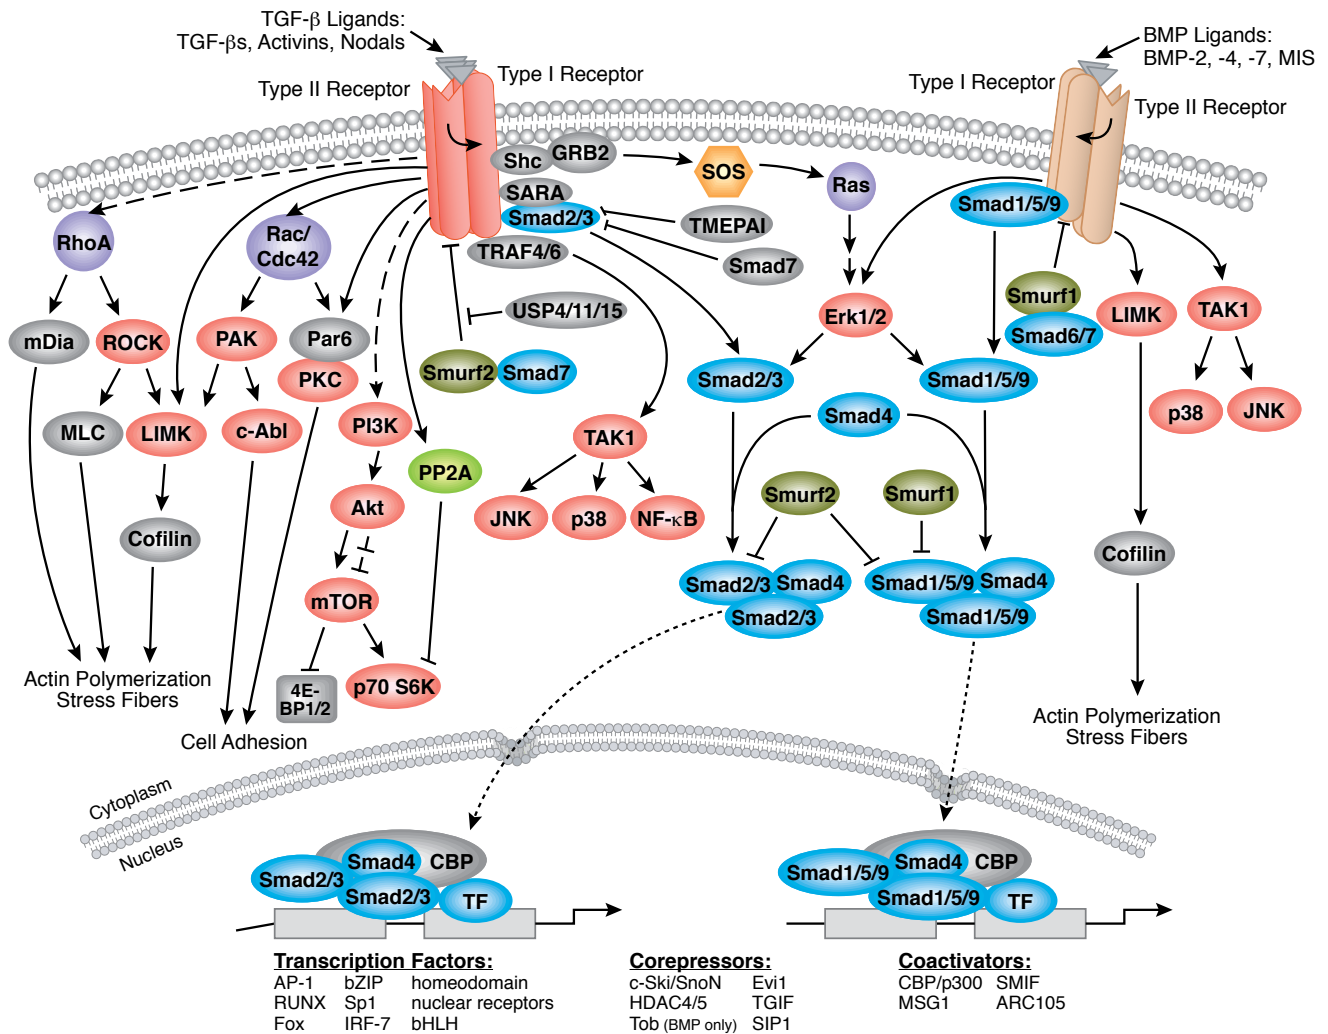 TGF-β Ligands:
TGF-βs, Activins, Nodals
BMP Ligands:
BMP-2, -4, -7, MIS
Type II Receptor
Type I Receptor
Type I Receptor
Type II Receptor
Shc
GRB2
SOS
Ras
SARA
Smad2/3
TMEPAI
Smad7
TRAF4/6
Smad1/5/9
RhoA
Rac/
Cdc42
USP4/11/15
Erk1/2
Smurf1
Smad6/7
LIMK
TAK1
mDia
ROCK
PAK
Par6
PKC
Smurf2
Smad7
Smad2/3
Smad1/5/9
p38
JNK
MLC
LIMK
c-Abl
PI3K
TAK1
Smad4
PP2A
Akt
JNK
p38
NF-κB
Smurf2
Smurf1
Cofilin
Cofilin
mTOR
Smad2/3
Smad4
Smad2/3
Smad1/5/9
Smad4
Smad1/5/9
4E-
BP1/2
p70 S6K
Actin Polymerization
Stress Fibers
Cell Adhesion
Actin Polymerization
Stress Fibers
Cytoplasm
Nucleus
Smad2/3
Smad4
CBP
Smad2/3
TF
Smad1/5/9
Smad4
CBP
Smad1/5/9
TF
Transcription Factors:
AP-1 bZIP homeodomain
RUNX Sp1 nuclear receptors
Fox IRF-7 bHLH
Corepressors:
c-Ski/SnoN Evi1
HDAC4/5 TGIF
Tob (BMP only) SIP1
Coactivators:
CBP/p300 SMIF
MSG1 ARC105